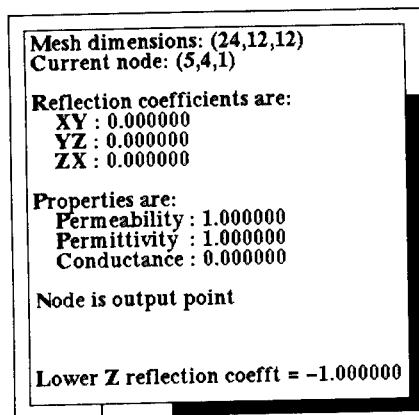 Mesh dimensions: (24,12,12)
Current node: (5,4,1)
Reflection coefficients are:
XY : 0.000000
YZ : 0.000000
ZX : 0.000000
Properties are:
Permeability : 1.000000
Permittivity : 1.000000
Conductance : 0.000000
Node is output point
Lower Z reflection coefft = -1.000000